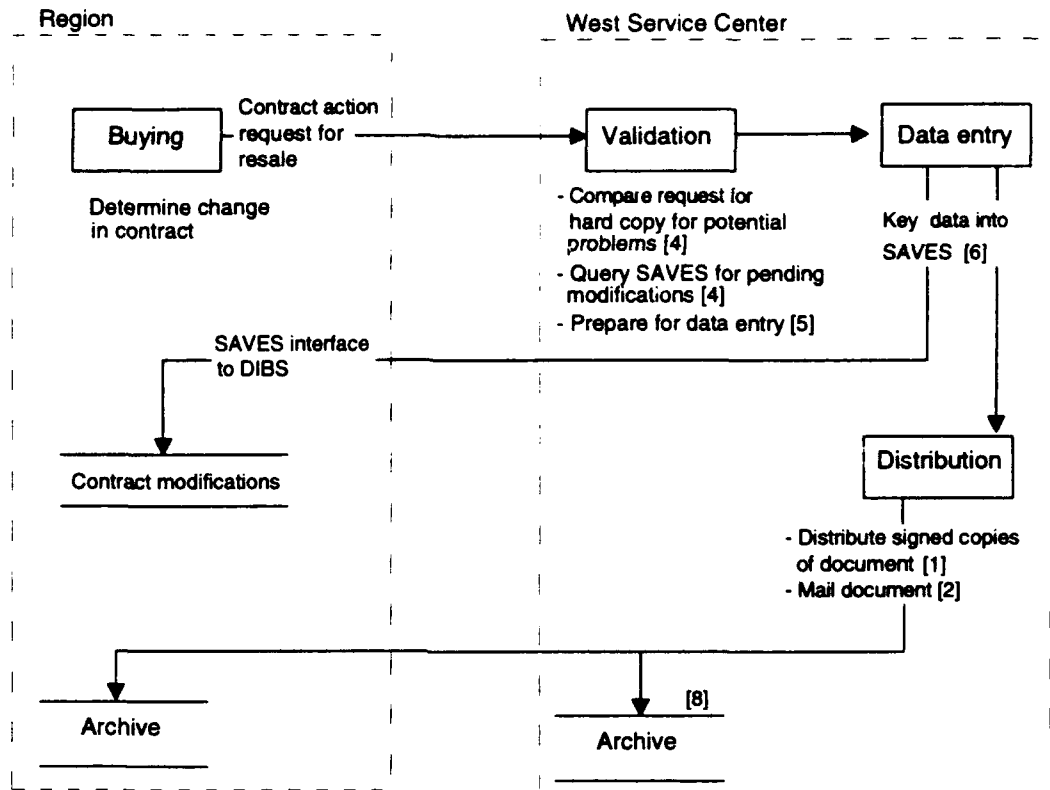 Region
West Service Center
Buying
Contract action
request for
resale
Determine change
in contract
Validation
- Compare request for
hard copy for potential
problems [4]
- Query SAVES for pending
modifications [4]
- Prepare for data entry [5]
Data entry
Key data into
SAVES [6]
SAVES interface
to DIBS
Contract modifications
Distribution
- Distribute signed copies
of document [1]
- Mail document [2]
Archive
[8]
Archive